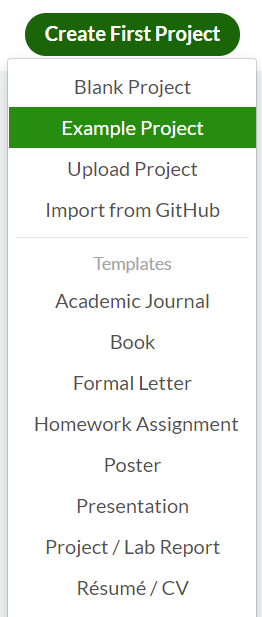 Create First Project
Blank Project
Example Project
Upload Project
Import from GitHub
Templates
Academic Journal
Book
Formal Letter
Homework Assignment
Poster
Presentation
Project / Lab Report
Résumé / CV